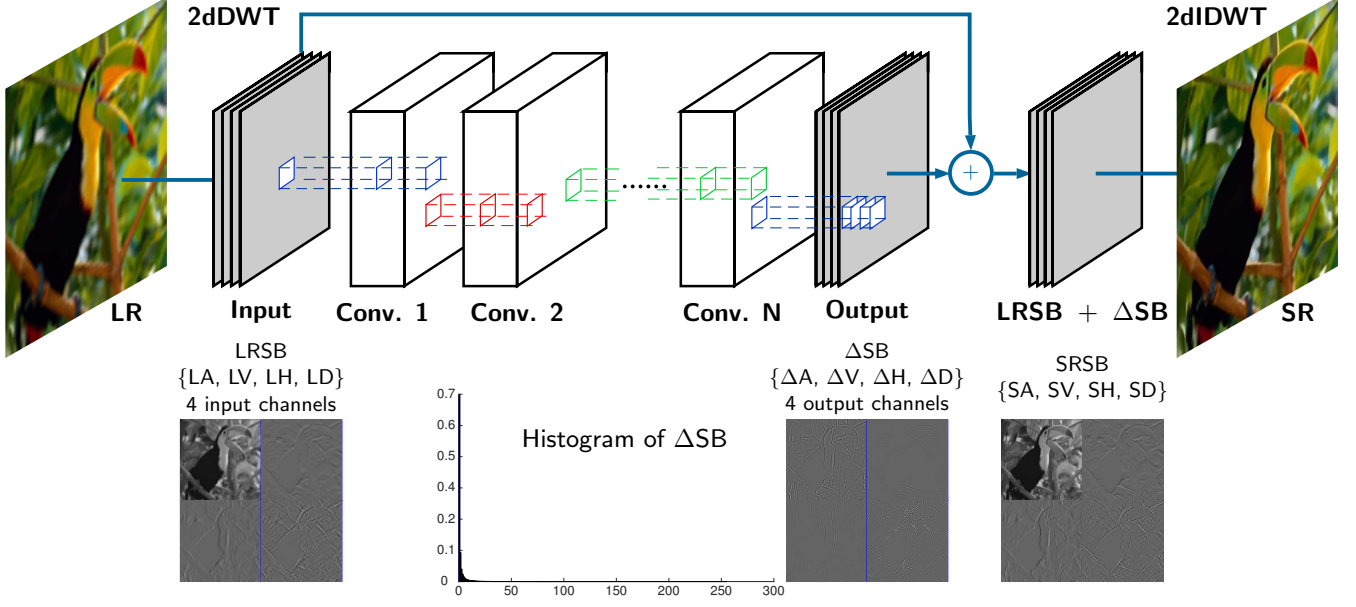 2dDWT
2dIDWT
+
......
LR
Input
Conv. 1
Conv. 2
Conv. N
Output
LRSB + ΔSB
SR
LRSB
{LA, LV, LH, LD}
4 input channels
Histogram of ΔSB
0.7
0.5
0.4
0.3
0.2
0.1
0
0
50
100
150
200
250
300
ΔSB
{ΔA, ΔV, ΔH, ΔD}
4 output channels
SRSB
{SA, SV, SH, SD}